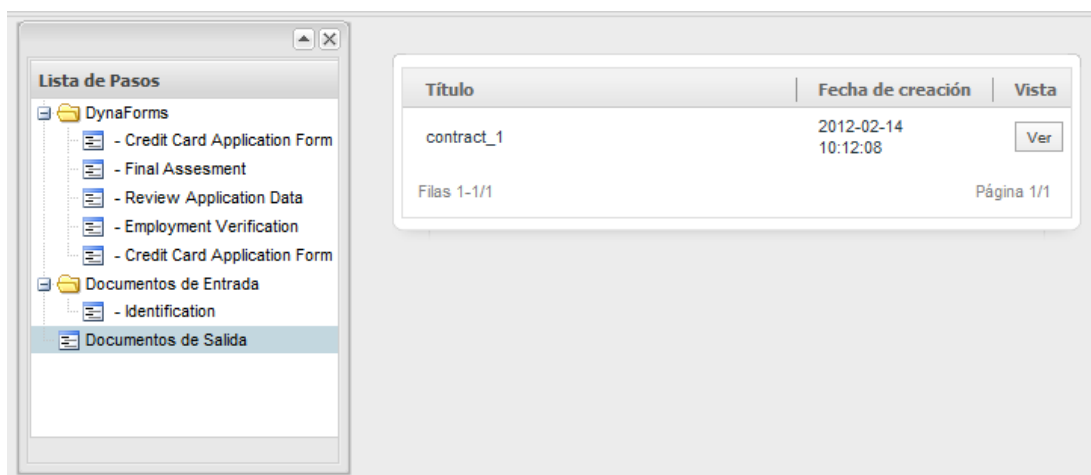 Lista de Pasos
DynaForms
- Credit Card Application Form
- Final Assesment
- Review Application Data
- Employment Verification
- Credit Card Application Form
Documentos de Entrada
- Identification
Documentos de Salida
Título Fecha de creación Vista
contract_1 2012-02-14 10:12:08 Ver
Filas 1-1/1 Página 1/1